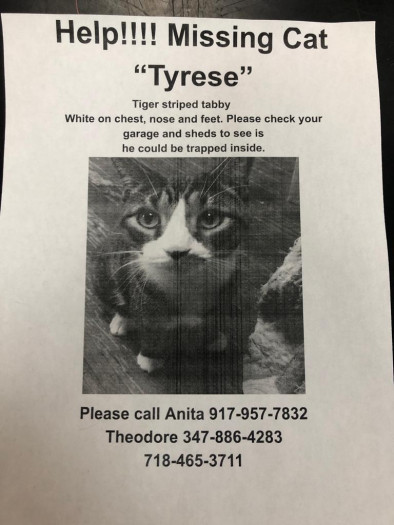 Help!!!! Missing Cat
“Tyrese”
Tiger striped tabby
White on chest, nose and feet. Please check your
garage and sheds to see is
he could be trapped inside.
Please call Anita 917-957-7832
Theodore 347-886-4283
718-465-3711